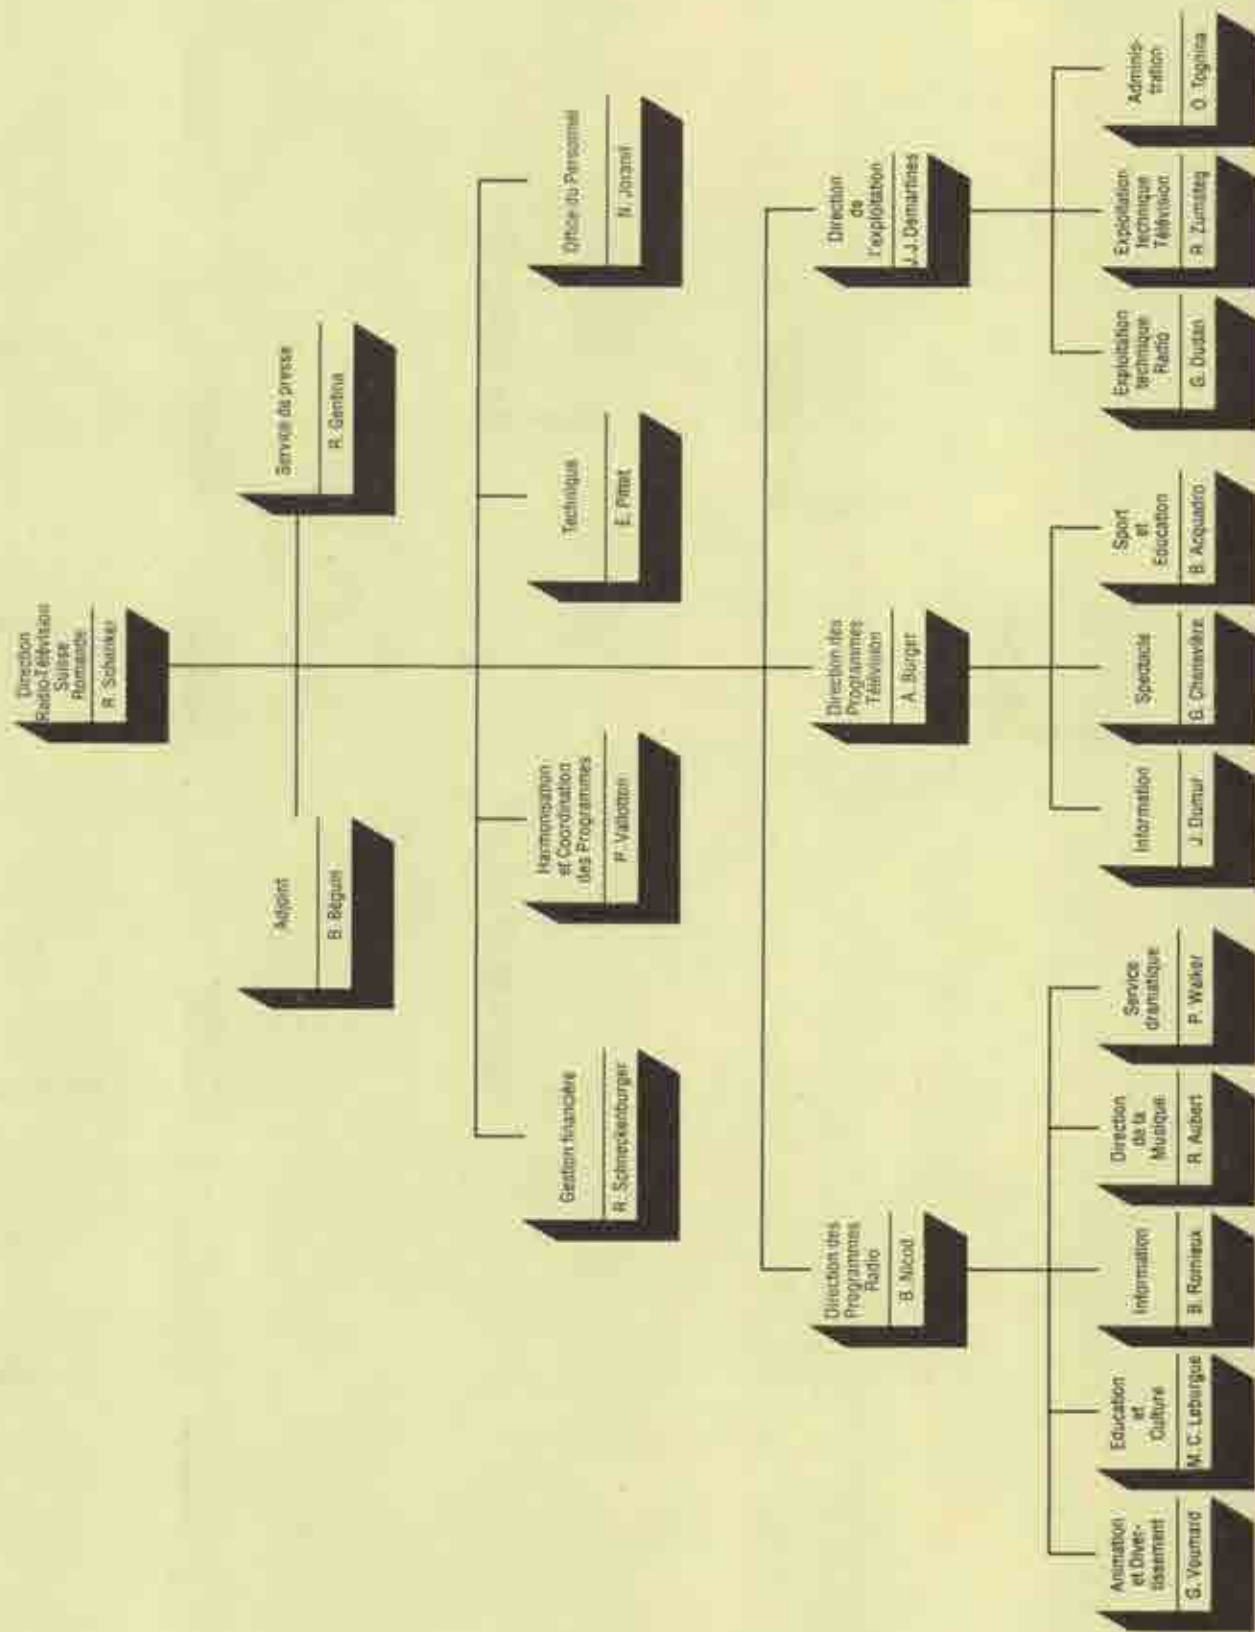 Direction
Radio-Télévision
Suisse
Romande
R. Schenker
Adjoint
B. Béguin
Service de presse
R. Gentina
Gestion financière
R. Schneckenburger
Harmonisation
et Coordination
des Programmes
P. Vallotton
Technique
E. Pittet
Office du Personnel
N. Joranif
Direction des
Programmes
Radio
B. Nicod
Direction des
Programmes
Télévision
A. Burger
Direction
de
l'exploitation
J.J. Demartines
Animation
et Diver-
tissement
G. Voumard
Education
et
Culture
M. C. Leburgue
Information
B. Romieux
Direction
de la
Musique
R. Aubert
Service
dramatique
P. Walker
Information
J. Dumur
Spectacle
G. Chenevière
Sport
et
Education
B. Acquadro
Exploitation
technique
Radio
G. Dudan
Exploitation
technique
Télévision
R. Zumsteg
Adminis-
tration
O. Tognina